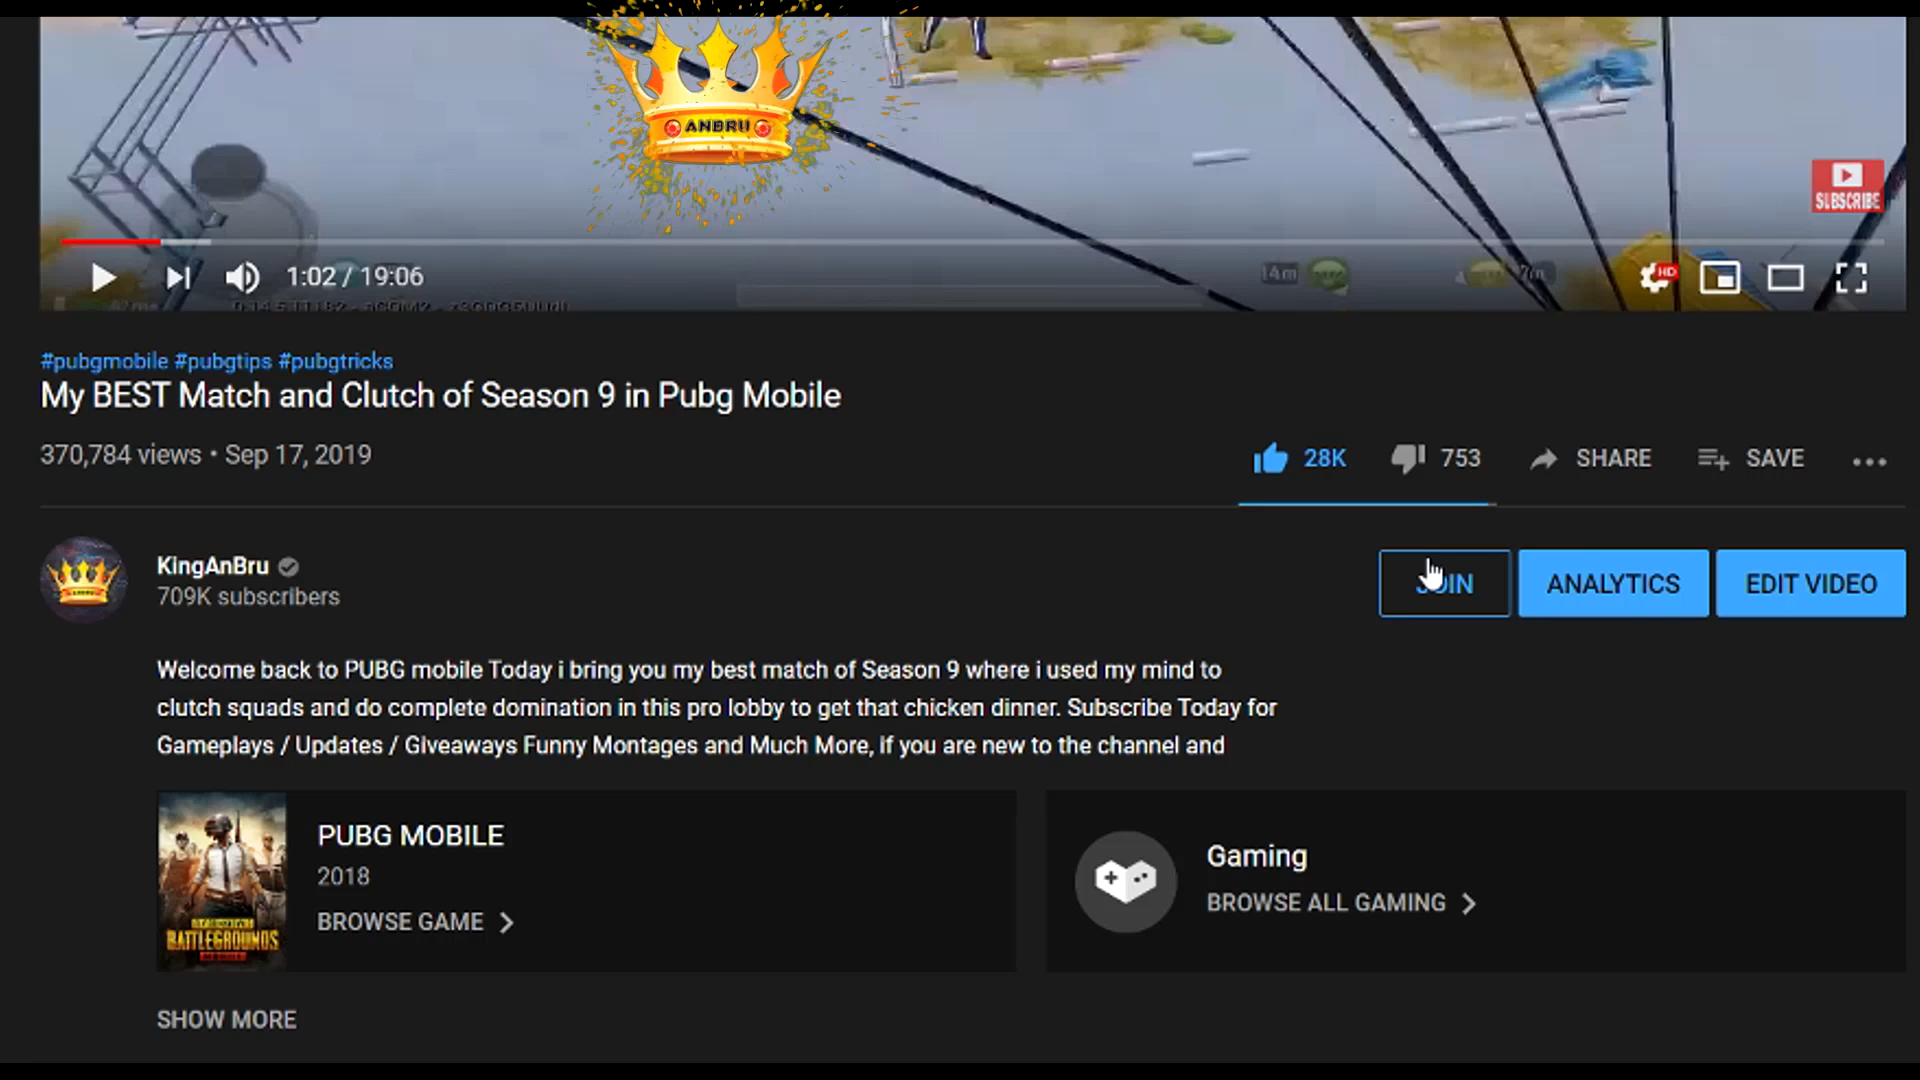 ANBRU
SUBSCRIBE
1:02 / 19:06
14m
7m
HD
#pubgmobile #pubgtips #pubgtricks
My BEST Match and Clutch of Season 9 in Pubg Mobile
370,784 views • Sep 17, 2019
28K
753
SHARE
SAVE
KingAnBru
709K subscribers
JOIN
ANALYTICS
EDIT VIDEO
Welcome back to PUBG mobile Today i bring you my best match of Season 9 where i used my mind to
clutch squads and do complete domination in this pro lobby to get that chicken dinner. Subscribe Today for
Gameplays / Updates / Giveaways Funny Montages and Much More, if you are new to the channel and
BATTLEGROUNDS
PUBG MOBILE
2018
BROWSE GAME
Gaming
BROWSE ALL GAMING
SHOW MORE